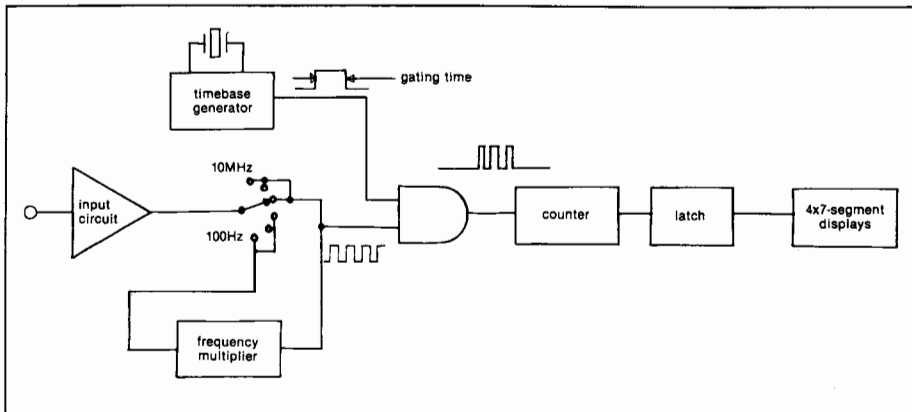 timebase
generator
gating time
10MHz
input
circuit
100Hz
counter
latch
4x7-segment
displays
frequency
multiplier